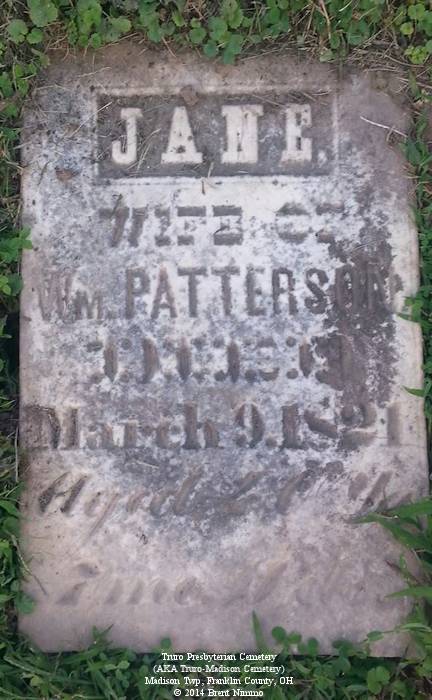 JANE.
WIFE OF
Wm. PATTERSON
DIED
March 9. 1821
Aged
Truro Presbyterian Cemetery
(AKA Truro-Madison Cemetery)
Madison Twp., Franklin County, OH
© 2014 Brent Nimmo